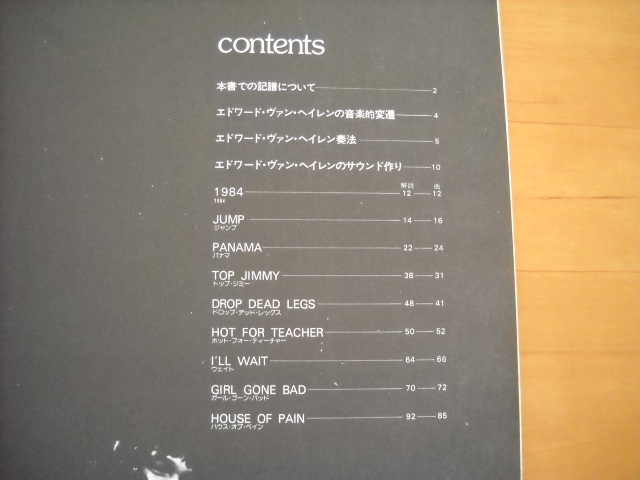 contents
本書での記譜について 2
エドワード・ヴァン・ヘイレンの音楽的変遷 4
エドワード・ヴァン・ヘイレン奏法 5
エドワード・ヴァン・ヘイレンのサウンド作り 10
解説 曲
1984 12 12
1984
JUMP 14 16
ジャンプ
PANAMA 22 24
パナマ
TOP JIMMY 38 31
トップ・ジミー
DROP DEAD LEGS 48 41
ドロップ・デッド・レッグス
HOT FOR TEACHER 50 52
ホット・フォー・ティーチャー
I'LL WAIT 64 66
ウェイト
GIRL GONE BAD 70 72
ガール・ゴーン・バッド
HOUSE OF PAIN 92 85
ハウス・オブ・ペイン